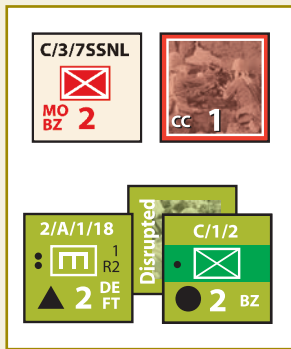 C/3/7SSNL
MO
BZ 2
CC 1
2/A/1/18
1
R2
2 DE
FT
Disrupted
C/1/2
2 BZ